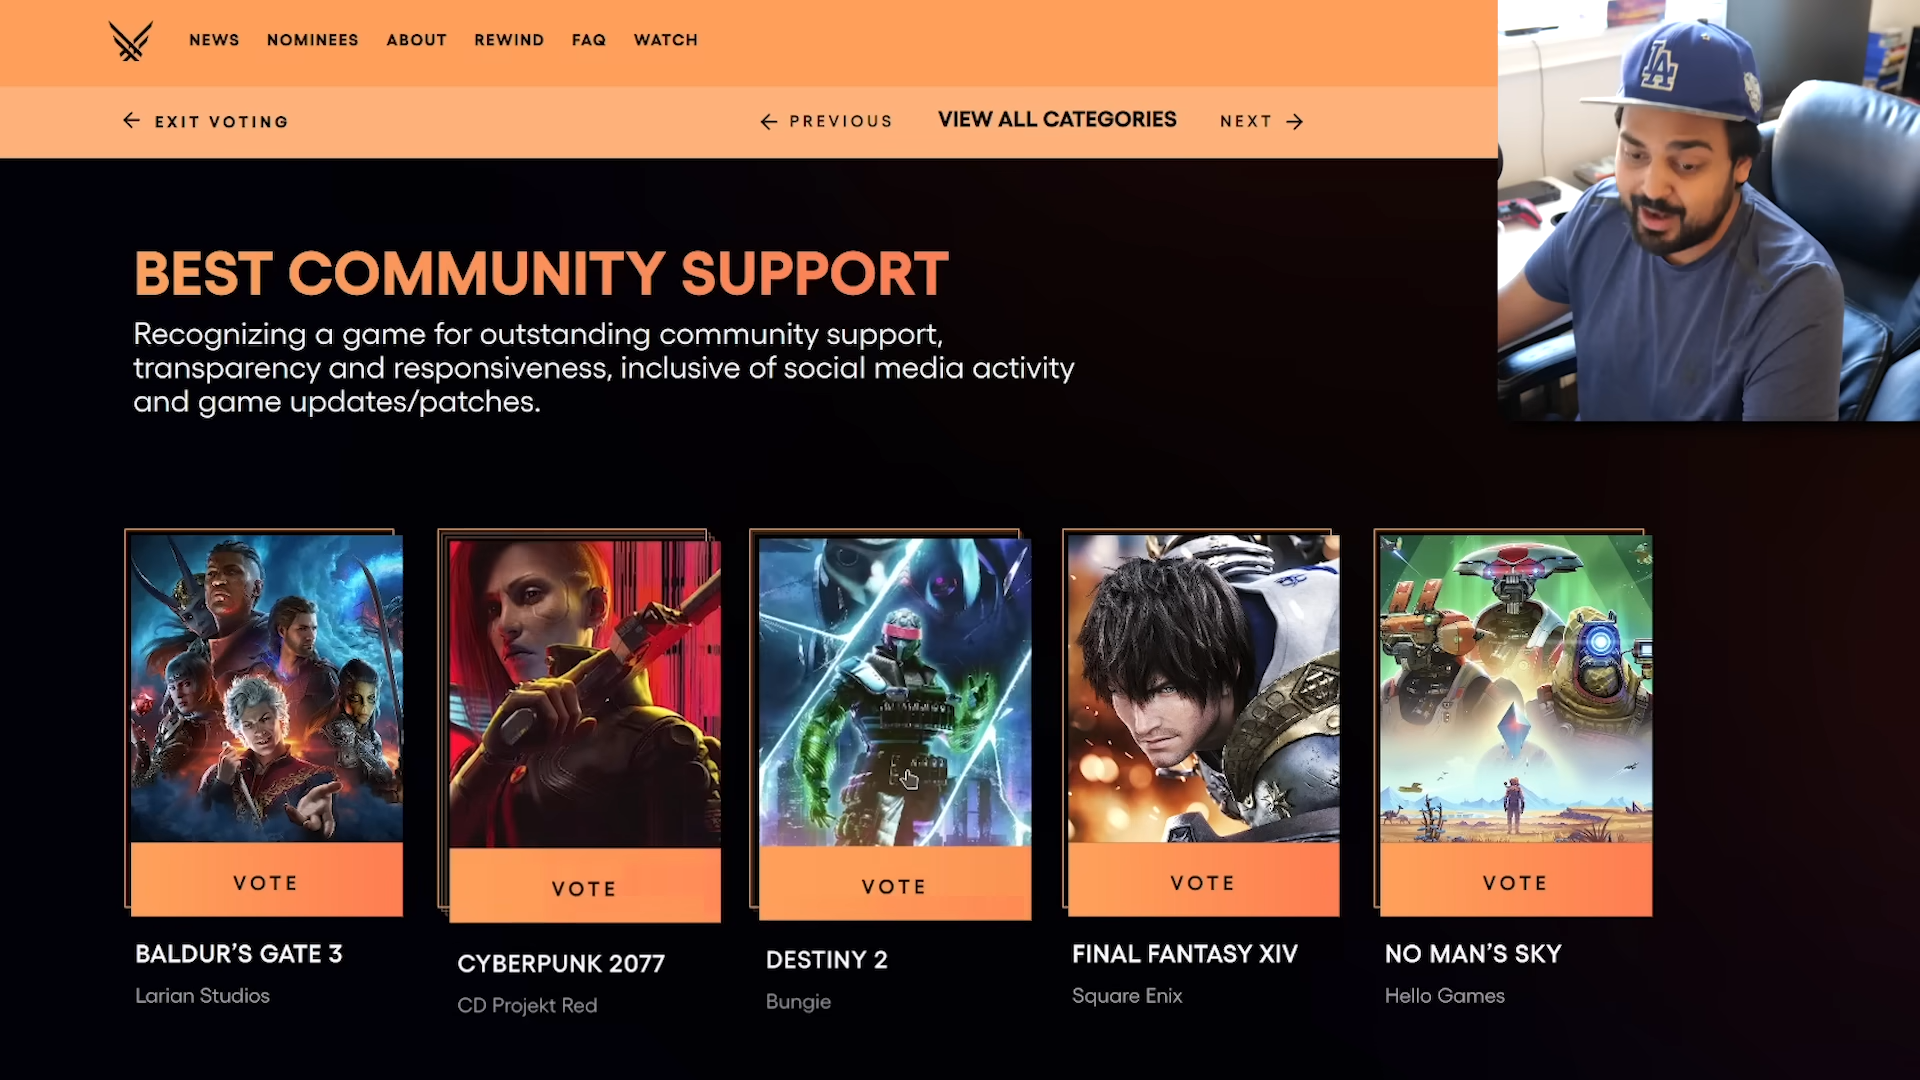 NEWS NOMINEES ABOUT REWIND FAQ WATCH
EXIT VOTING
PREVIOUS
VIEW ALL CATEGORIES
NEXT
LA
BEST COMMUNITY SUPPORT
Recognizing a game for outstanding community support,
transparency and responsiveness, inclusive of social media activity
and game updates/patches.
VOTE
VOTE
VOTE
VOTE
VOTE
BALDUR’S GATE 3
Larian Studios
CYBERPUNK 2077
CD Projekt Red
DESTINY 2
Bungie
FINAL FANTASY XIV
Square Enix
NO MAN’S SKY
Hello Games